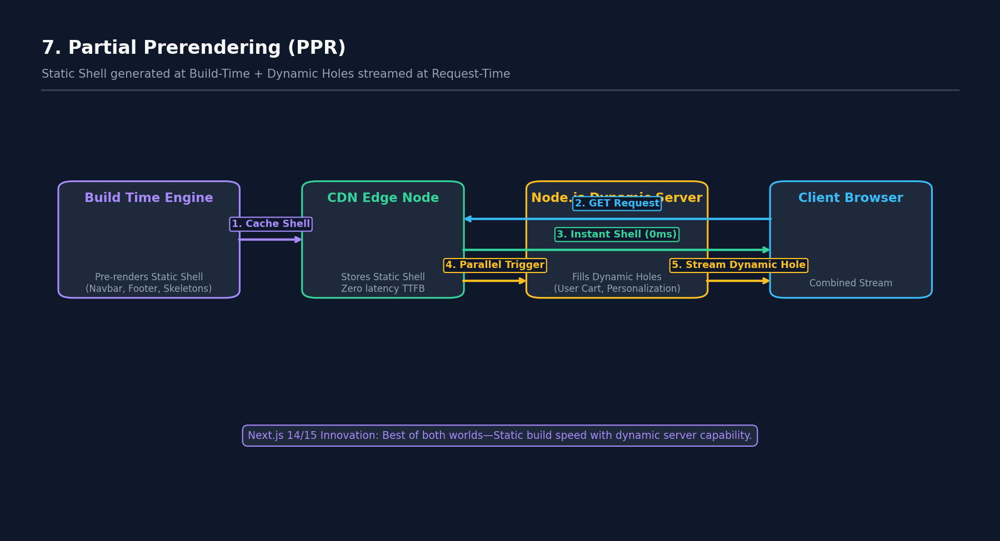 7. Partial Prerendering (PPR)
Static Shell generated at Build-Time + Dynamic Holes streamed at Request-Time
Build Time Engine
1. Cache Shell
Pre-renders Static Shell
(Navbar, Footer, Skeletons)
CDN Edge Node
Stores Static Shell
Zero latency TTFB
Node.js Dynamic Server
2. GET Request
3. Instant Shell (0ms)
4. Parallel Trigger
5. Stream Dynamic Hole
Fills Dynamic Holes
(User Cart, Personalization)
Client Browser
Combined Stream
Next.js 14/15 Innovation: Best of both worlds—Static build speed with dynamic server capability.